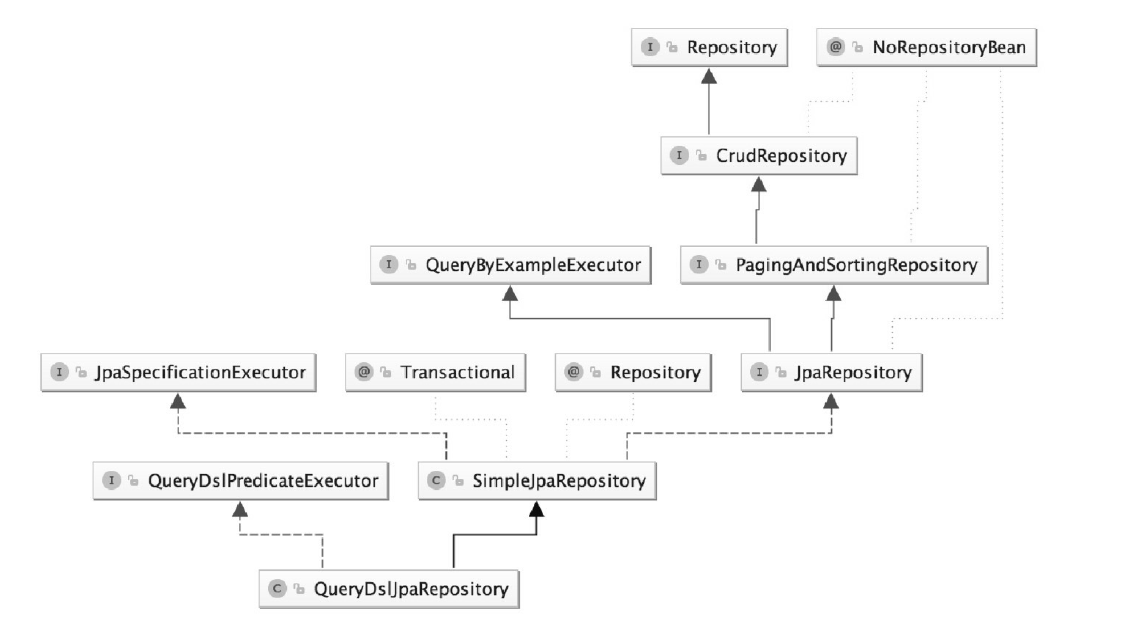 I Repository
@ NoRepositoryBean
I CrudRepository
I QueryByExampleExecutor
I PagingAndSortingRepository
I JpaSpecificationExecutor
@ Transactional
@ Repository
I JpaRepository
I QueryDslPredicateExecutor
C SimpleJpaRepository
C QueryDslJpaRepository